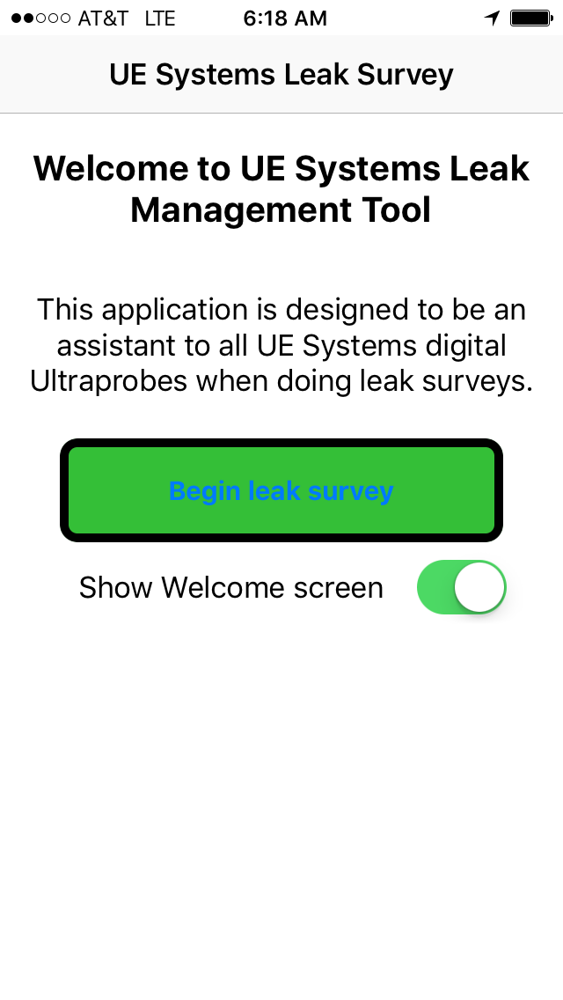 AT&T LTE 6:18 AM
UE Systems Leak Survey
Welcome to UE Systems Leak
Management Tool
This application is designed to be an
assistant to all UE Systems digital
Ultraprobes when doing leak surveys.
Begin leak survey
Show Welcome screen